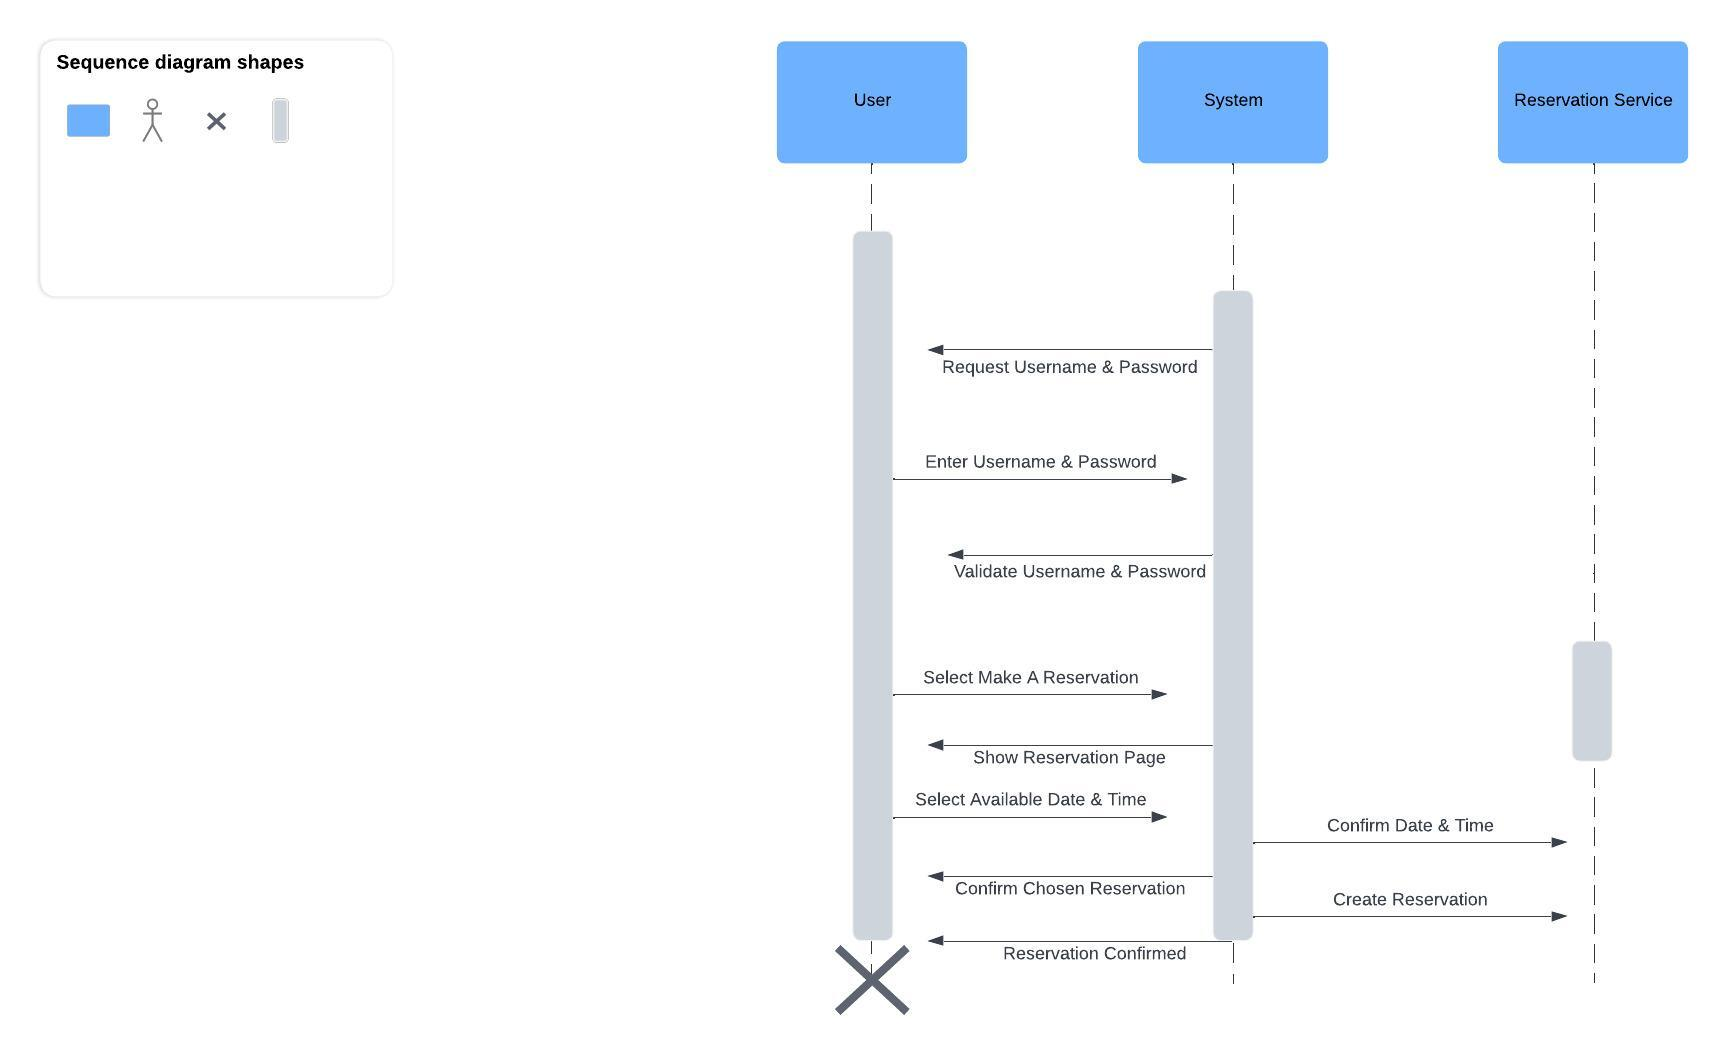 Sequence diagram shapes
User
System
Reservation Service
Request Username & Password
Enter Username & Password
Validate Username & Password
Select Make A Reservation
Show Reservation Page
Select Available Date & Time
Confirm Date & Time
Confirm Chosen Reservation
Create Reservation
Reservation Confirmed